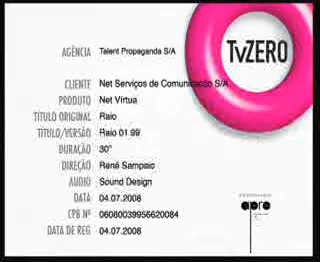 TvZERO
AGÊNCIA Talent Propaganda S/A
CLIENTE Net Serviços de Comunicação S/A
PRODUTO Net Vírtua
TÍTULO ORIGINAL Raio
TÍTULO/VERSÃO Raio 01 99
DURAÇÃO 30"
DIREÇÃO René Sampaio
AUDIO Sound Design
DATA 04.07.2008
CPB Nº 06080039956620084
DATA DE REG 04.07.2008
apro